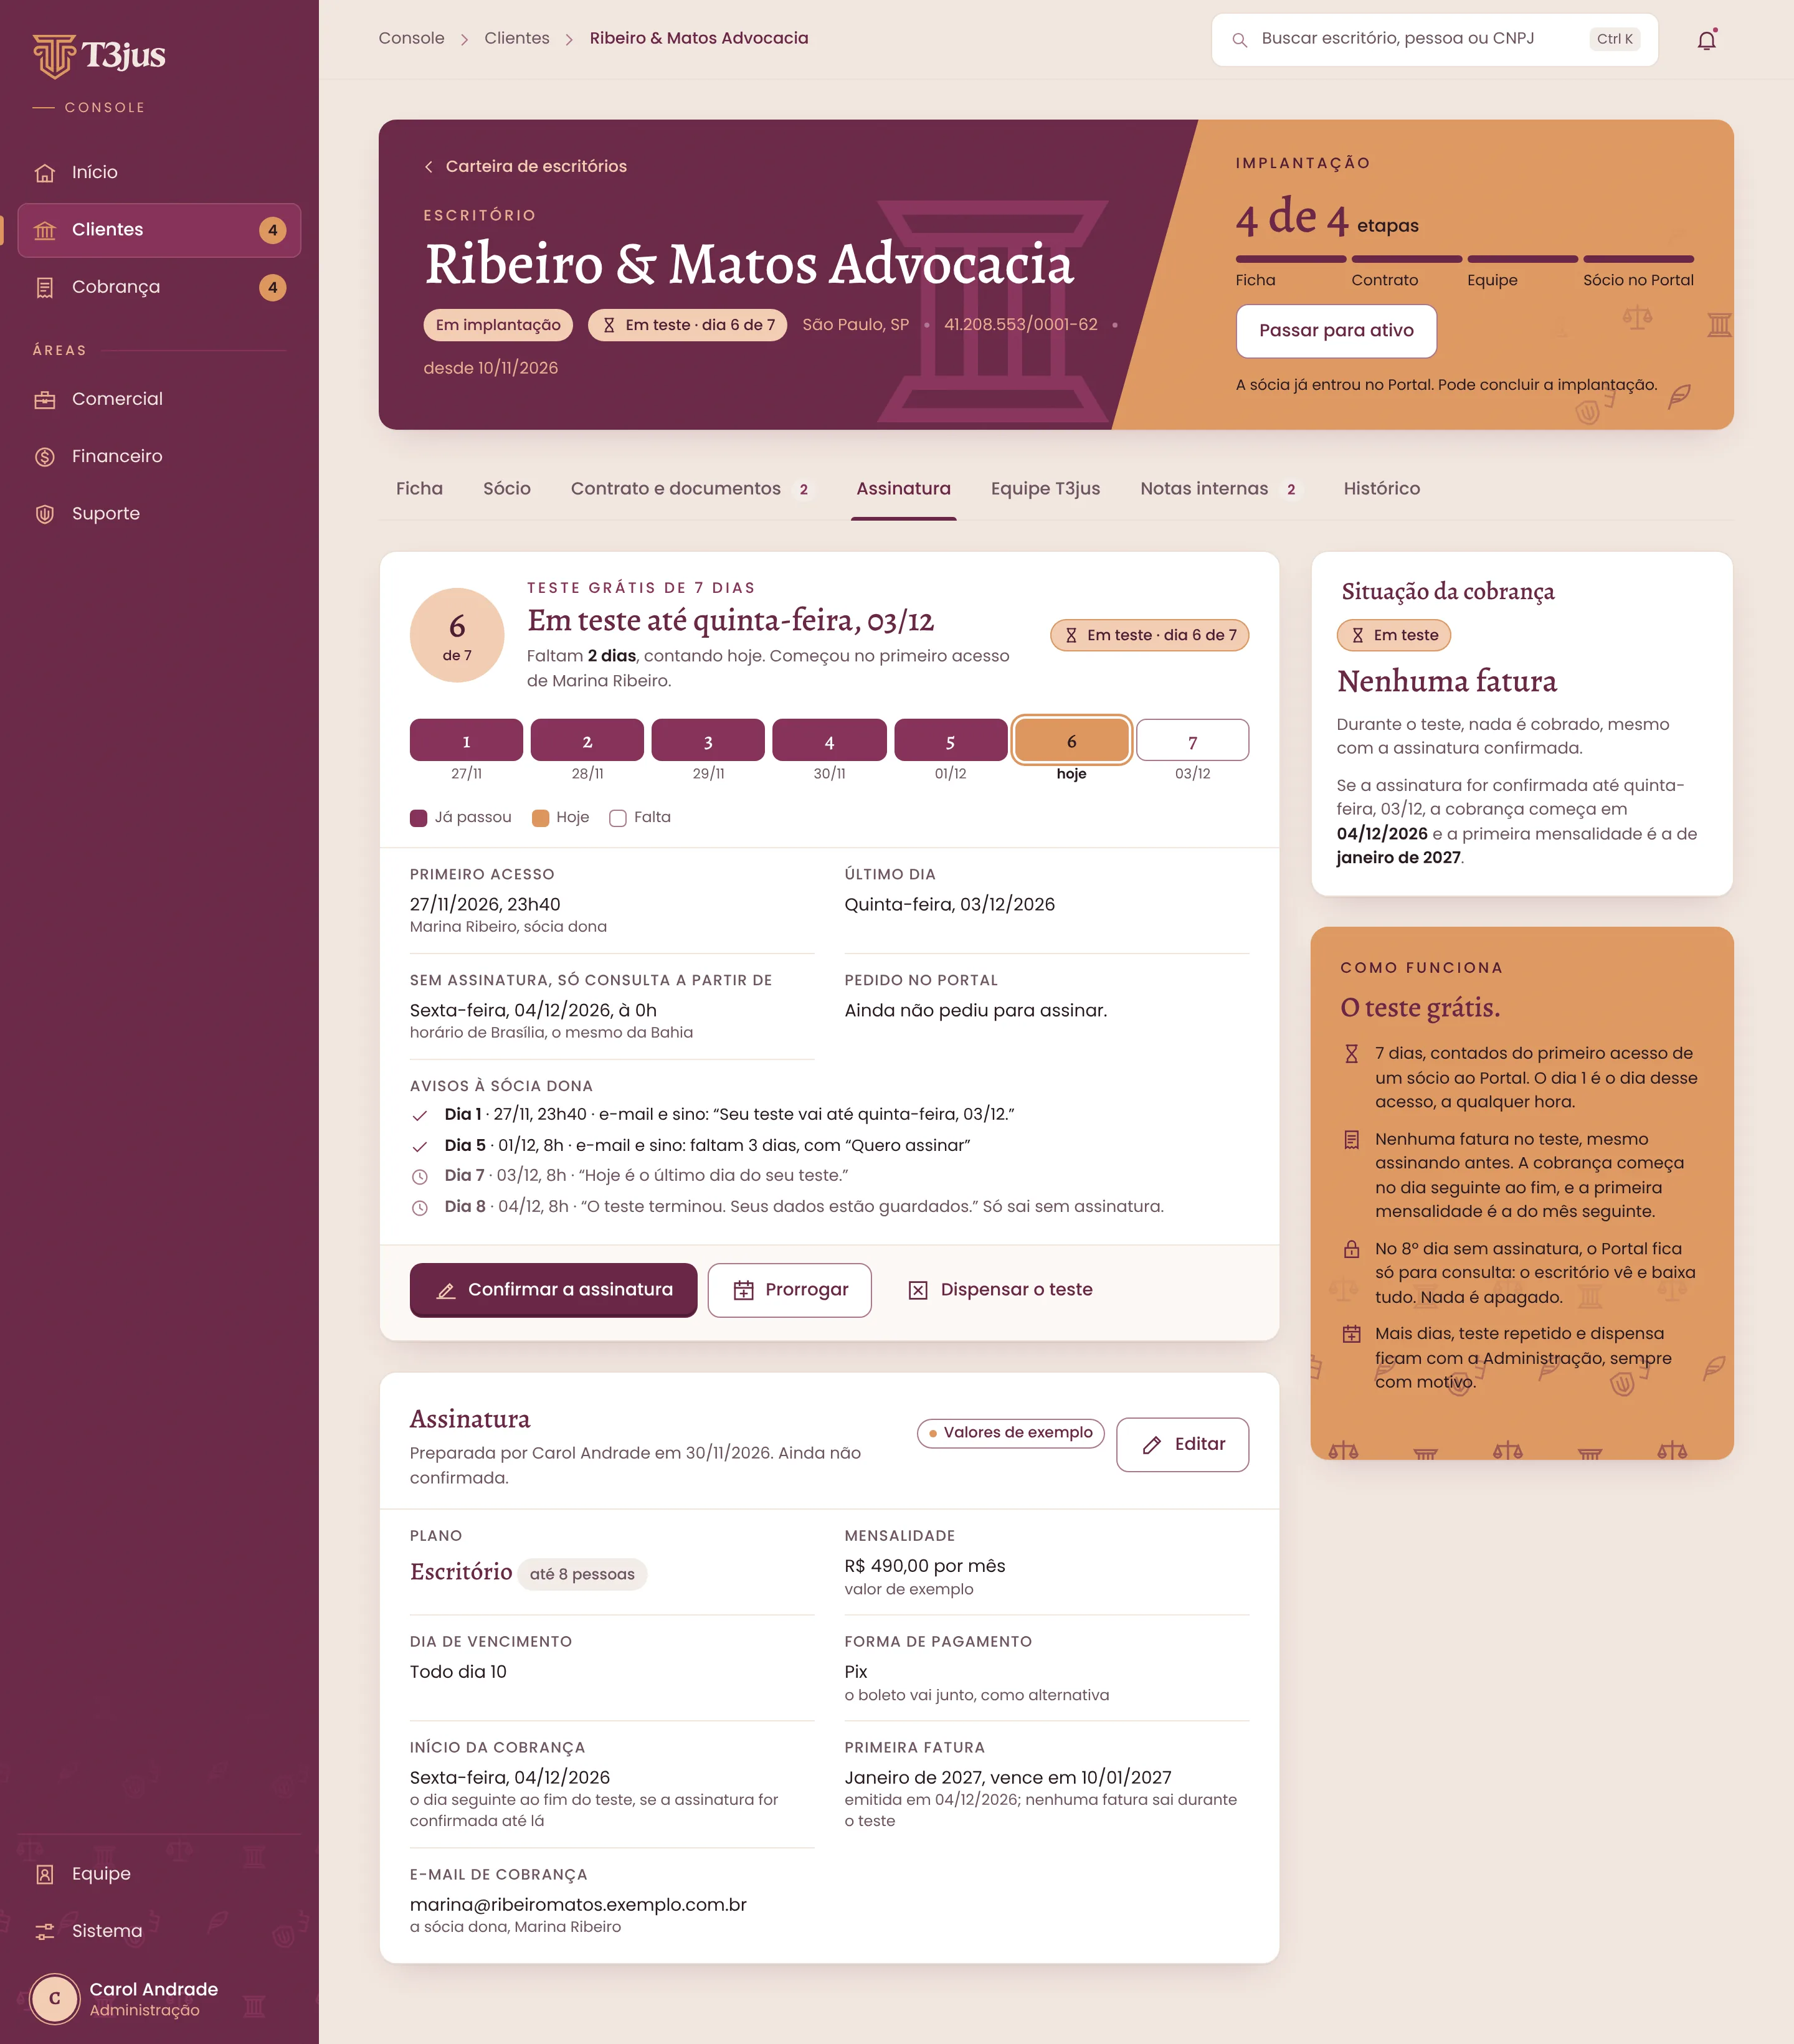 T3jus
CONSOLE
Início
Clientes 4
Cobrança 4
ÁREAS
Comercial
Financeiro
Suporte
Equipe
Sistema
C
Carol Andrade
Administração
Console > Clientes > Ribeiro & Matos Advocacia
Buscar escritório, pessoa ou CNPJ
Ctrl K
Carteira de escritórios
ESCRITÓRIO
Ribeiro & Matos Advocacia
Em implantação
Em teste · dia 6 de 7
São Paulo, SP • 41.208.553/0001-62 •
desde 10/11/2026
IMPLANTAÇÃO
4 de 4 etapas
Ficha
Contrato
Equipe
Sócio no Portal
Passar para ativo
A sócia já entrou no Portal. Pode concluir a implantação.
Ficha
Sócio
Contrato e documentos 2
Assinatura
Equipe T3jus
Notas internas 2
Histórico
6
de 7
TESTE GRÁTIS DE 7 DIAS
Em teste até quinta-feira, 03/12
Faltam 2 dias, contando hoje. Começou no primeiro acesso
de Marina Ribeiro.
Em teste · dia 6 de 7
1
2
3
4
5
6
7
27/11
28/11
29/11
30/11
01/12
hoje
03/12
Já passou
Hoje
Falta
PRIMEIRO ACESSO
27/11/2026, 23h40
Marina Ribeiro, sócia dona
ÚLTIMO DIA
Quinta-feira, 03/12/2026
SEM ASSINATURA, SÓ CONSULTA A PARTIR DE
Sexta-feira, 04/12/2026, à 0h
horário de Brasília, o mesmo da Bahia
PEDIDO NO PORTAL
Ainda não pediu para assinar.
AVISOS À SÓCIA DONA
Dia 1 · 27/11, 23h40 · e-mail e sino: “Seu teste vai até quinta-feira, 03/12.”
Dia 5 · 01/12, 8h · e-mail e sino: faltam 3 dias, com “Quero assinar”
Dia 7 · 03/12, 8h · “Hoje é o último dia do seu teste.”
Dia 8 · 04/12, 8h · “O teste terminou. Seus dados estão guardados.” Só sai sem assinatura.
Confirmar a assinatura
Prorrogar
Dispensar o teste
Assinatura
Preparada por Carol Andrade em 30/11/2026. Ainda não
confirmada.
Valores de exemplo
Editar
PLANO
Escritório até 8 pessoas
MENSALIDADE
R$ 490,00 por mês
valor de exemplo
DIA DE VENCIMENTO
Todo dia 10
FORMA DE PAGAMENTO
Pix
o boleto vai junto, como alternativa
INÍCIO DA COBRANÇA
Sexta-feira, 04/12/2026
o dia seguinte ao fim do teste, se a assinatura for
confirmada até lá
PRIMEIRA FATURA
Janeiro de 2027, vence em 10/01/2027
emitida em 04/12/2026; nenhuma fatura sai durante
o teste
E-MAIL DE COBRANÇA
marina@ribeiromatos.exemplo.com.br
a sócia dona, Marina Ribeiro
Situação da cobrança
Em teste
Nenhuma fatura
Durante o teste, nada é cobrado, mesmo
com a assinatura confirmada.
Se a assinatura for confirmada até quinta-
feira, 03/12, a cobrança começa em
04/12/2026 e a primeira mensalidade é a de
janeiro de 2027.
COMO FUNCIONA
O teste grátis.
7 dias, contados do primeiro acesso de
um sócio ao Portal. O dia 1 é o dia desse
acesso, a qualquer hora.
Nenhuma fatura no teste, mesmo
assinando antes. A cobrança começa
no dia seguinte ao fim, e a primeira
mensalidade é a do mês seguinte.
No 8º dia sem assinatura, o Portal fica
só para consulta: o escritório vê e baixa
tudo. Nada é apagado.
Mais dias, teste repetido e dispensa
ficam com a Administração, sempre
com motivo.